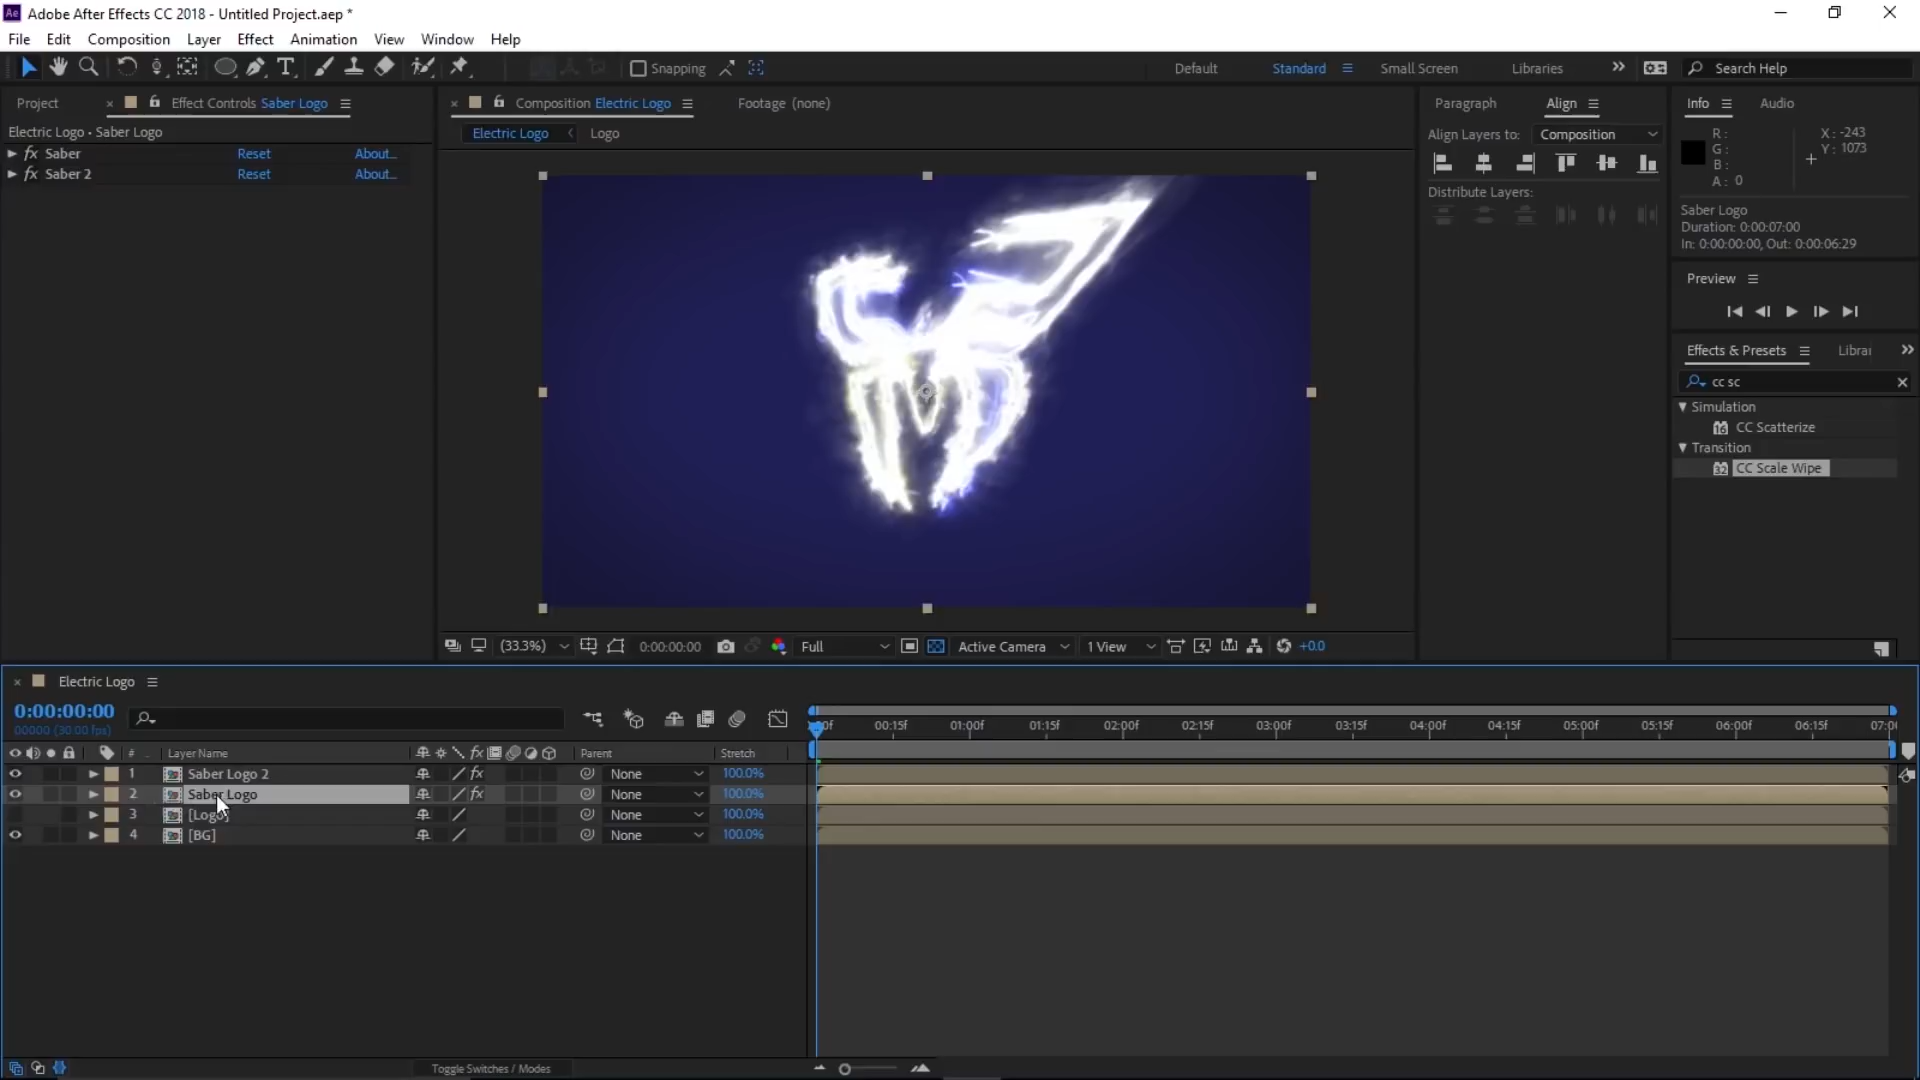 Ae Adobe After Effects CC 2018 - Untitled Project.aep *
File Edit Composition Layer Effect Animation View Window Help
Snapping
Default Standard Small Screen Libraries
Search Help
Project
Effect Controls Saber Logo
Electric Logo • Saber Logo
fx Saber Reset About...
fx Saber 2 Reset About...
Composition Electric Logo
Footage (none)
Electric Logo
Logo
Paragraph
Align
Align Layers to: Composition
Distribute Layers:
Info
Audio
R :
G :
B :
A : 0
X : -243
Y : 1073
Saber Logo
Duration: 0:00:07:00
In: 0:00:00:00, Out: 0:00:06:29
Preview
Effects & Presets
Librai
cc sc
Simulation
16 CC Scatterize
Transition
32 CC Scale Wipe
(33.3%)
0:00:00:00
Full
Active Camera
1 View
+0.0
Electric Logo
0:00:00:00
00000 (30.00 fps)
00:15f 01:00f 01:15f 02:00f 02:15f 03:00f 03:15f 04:00f 04:15f 05:00f 05:15f 06:00f 06:15f 07:00
# Layer Name fx Parent Stretch
1 Saber Logo 2 fx None 100.0%
2 Saber Logo fx None 100.0%
3 [Logo] None 100.0%
4 [BG] None 100.0%
Toggle Switches / Modes